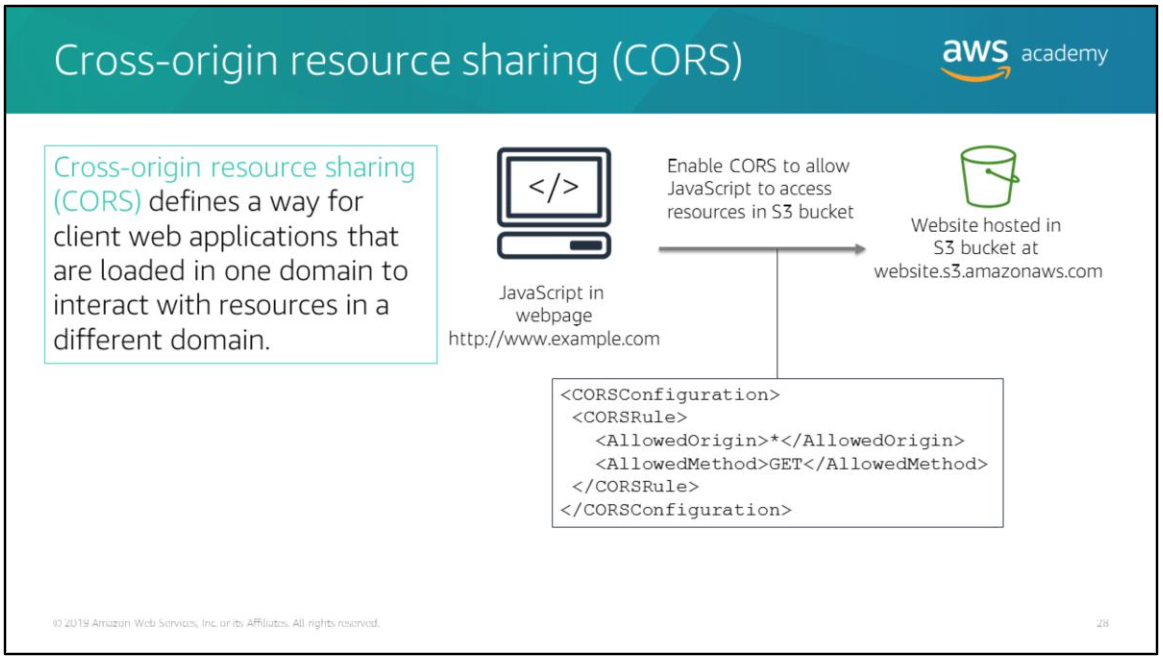 Cross-origin resource sharing (CORS)
aws academy
Cross-origin resource sharing
(CORS) defines a way for
client web applications that
are loaded in one domain to
interact with resources in a
different domain.
</>
JavaScript in
webpage
http://www.example.com
Enable CORS to allow
JavaScript to access
resources in S3 bucket
Website hosted in
S3 bucket at
website.s3.amazonaws.com
<CORSConfiguration>
<CORSRule>
<AllowedOrigin>*</AllowedOrigin>
<AllowedMethod>GET</AllowedMethod>
</CORSRule>
</CORSConfiguration>
© 2019 Amazon Web Services, Inc. or its Affiliates. All rights reserved.
28